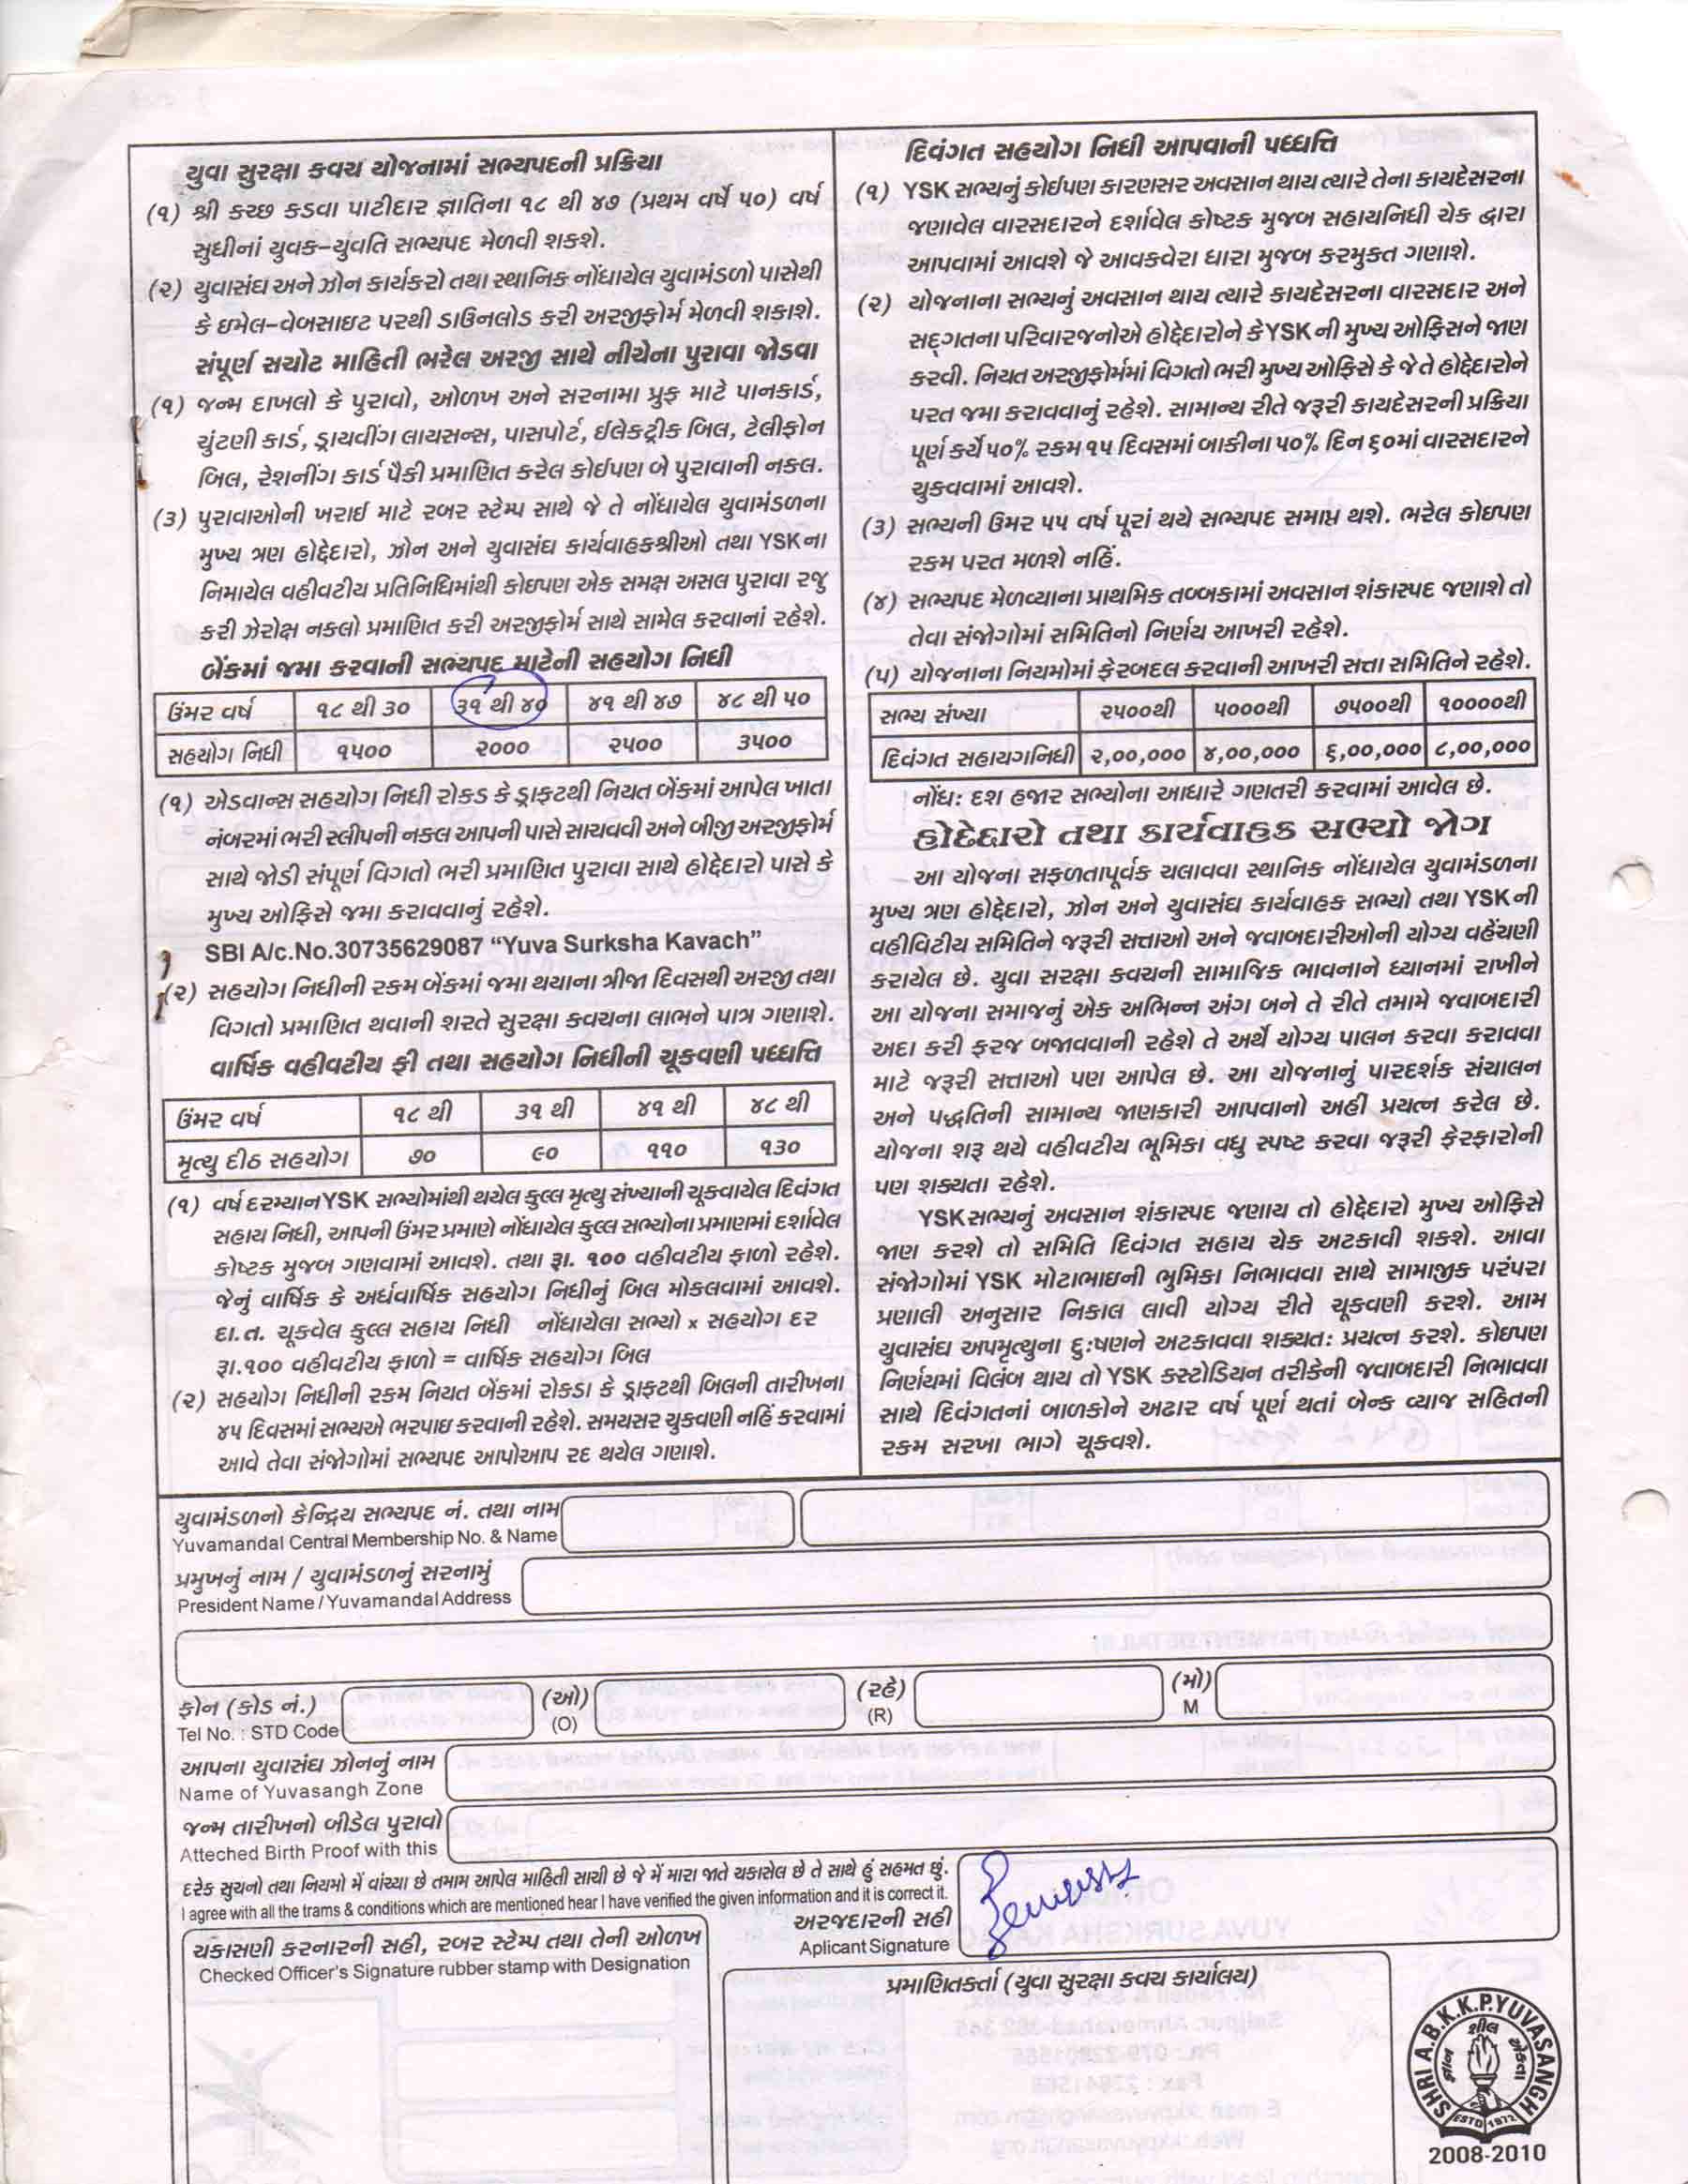 યુવા સુરક્ષા કવચ યોજનામાં સભ્યપદની પ્રક્રિયા
(૧) શ્રી કચ્છ કડવા પાટીદાર જ્ઞાતિના ૧૮ થી ૪૭ (પ્રથમ વર્ષે ૫૦) વર્ષ
સુધીનાં યુવક–યુવતિ સભ્યપદ મેળવી શકશે.
(૨) યુવાસંઘ અને ઝોન કાર્યકરો તથા સ્થાનિક નોંધાયેલ યુવામંડળો પાસેથી
કે ઇમેલ–વેબસાઇટ પરથી ડાઉનલોડ કરી અરજીફોર્મ મેળવી શકાશે.
સંપૂર્ણ સચોટ માહિતી ભરેલ અરજી સાથે નીચેના પુરાવા જોડવા
(૧) જન્મ દાખલો કે પુરાવો, ઓળખ અને સરનામા પ્રુફ માટે પાનકાર્ડ,
ચુંટણી કાર્ડ, ડ્રાયવીંગ લાયસન્સ, પાસપોર્ટ, ઈલેકટ્રીક બિલ, ટેલીફોન
બિલ, રેશનીંગ કાર્ડ પૈકી પ્રમાણિત કરેલ કોઈપણ બે પુરાવાની નકલ.
(૩) પુરાવાઓની ખરાઈ માટે રબર સ્ટેમ્પ સાથે જે તે નોંધાયેલ યુવામંડળના
મુખ્ય ત્રણ હોદ્દેદારો, ઝોન અને યુવાસંઘ કાર્યવાહકશ્રીઓ તથા YSKના
નિમાયેલ વહીવટીય પ્રતિનિધિમાંથી કોઇપણ એક સમક્ષ અસલ પુરાવા રજુ
કરી ઝેરોક્ષ નકલો પ્રમાણિત કરી અરજીફોર્મ સાથે સામેલ કરવાનાં રહેશે.
બેંકમાં જમા કરવાની સભ્યપદ માટેની સહયોગ નિધી
ઉંમર વર્ષ ૧૮ થી ૩૦ ૩૧ થી ૪૦ ૪૧ થી ૪૭ ૪૮ થી ૫૦
સહયોગ નિધી ૧૫૦૦ ૨૦૦૦ ૨૫૦૦ ૩૫૦૦
(૧) એડવાન્સ સહયોગ નિધી રોકડ કે ડ્રાફ્ટથી નિયત બેંકમાં આપેલ ખાતા
નંબરમાં ભરી સ્લીપની નકલ આપની પાસે સાચવવી અને બીજી અરજીફોર્મ
સાથે જોડી સંપૂર્ણ વિગતો ભરી પ્રમાણિત પુરાવા સાથે હોદ્દેદારો પાસે કે
મુખ્ય ઓફિસે જમા કરાવવાનું રહેશે.
SBI A/c.No.30735629087 “Yuva Surksha Kavach”
(૨) સહયોગ નિધીની રકમ બેંકમાં જમા થયાના ત્રીજા દિવસથી અરજી તથા
વિગતો પ્રમાણિત થવાની શરતે સુરક્ષા કવચના લાભને પાત્ર ગણાશે.
વાર્ષિક વહીવટીય ફી તથા સહયોગ નિધીની ચૂકવણી પધ્ધત્તિ
ઉંમર વર્ષ ૧૮ થી ૩૧ થી ૪૧ થી ૪૮ થી
મૃત્યુ દીઠ સહયોગ ૭૦ ૯૦ ૧૧૦ ૧૩૦
(૧) વર્ષ દરમ્યાન YSK સભ્યોમાંથી થયેલ કુલ્લ મૃત્યુ સંખ્યાની ચૂકવાયેલ દિવંગત
સહાય નિધી, આપની ઉંમર પ્રમાણે નોંધાયેલ કુલ્લ સભ્યોના પ્રમાણમાં દર્શાવેલ
કોષ્ટક મુજબ ગણવામાં આવશે. તથા રૂા. ૧૦૦ વહીવટીય ફાળો રહેશે.
જેનું વાર્ષિક કે અર્ધવાર્ષિક સહયોગ નિધીનું બિલ મોકલવામાં આવશે.
દા.ત. ચૂકવેલ કુલ્લ સહાય નિધી નોંધાયેલા સભ્યો x સહયોગ દર
રૂા.૧૦૦ વહીવટીય ફાળો = વાર્ષિક સહયોગ બિલ
(૨) સહયોગ નિધીની રકમ નિયત બેંકમાં રોકડા કે ડ્રાફ્ટથી બિલની તારીખના
૪૫ દિવસમાં સભ્યએ ભરપાઇ કરવાની રહેશે. સમયસર ચુકવણી નહિં કરવામાં
આવે તેવા સંજોગોમાં સભ્યપદ આપોઆપ રદ થયેલ ગણાશે.
દિવંગત સહયોગ નિધી આપવાની પધ્ધત્તિ
(૧) YSK સભ્યનું કોઈપણ કારણસર અવસાન થાય ત્યારે તેના કાયદેસરના
જણાવેલ વારસદારને દર્શાવેલ કોષ્ટક મુજબ સહાયનિધી ચેક દ્વારા
આપવામાં આવશે જે આવકવેરા ધારા મુજબ કરમુક્ત ગણાશે.
(૨) યોજનાના સભ્યનું અવસાન થાય ત્યારે કાયદેસરના વારસદાર અને
સદ્ગતના પરિવારજનોએ હોદ્દેદારોને કે YSK ની મુખ્ય ઓફિસને જાણ
કરવી. નિયત અરજીફોર્મમાં વિગતો ભરી મુખ્ય ઓફિસે કે જે તે હોદ્દેદારોને
પરત જમા કરાવવાનું રહેશે. સામાન્ય રીતે જરૂરી કાયદેસરની પ્રક્રિયા
પૂર્ણ કર્યે ૫૦% રકમ ૧૫ દિવસમાં બાકીના ૫૦% દિન ૬૦માં વારસદારને
ચુકવવામાં આવશે.
(૩) સભ્યની ઉંમર ૫૫ વર્ષ પૂરાં થયે સભ્યપદ સમાપ્ત થશે. ભરેલ કોઇપણ
રકમ પરત મળશે નહિં.
(૪) સભ્યપદ મેળવ્યાના પ્રાથમિક તબ્બકામાં અવસાન શંકાસ્પદ જણાશે તો
તેવા સંજોગોમાં સમિતિનો નિર્ણય આખરી રહેશે.
(૫) યોજનાના નિયમોમાં ફેરબદલ કરવાની આખરી સત્તા સમિતિને રહેશે.
સભ્ય સંખ્યા ૨૫૦૦થી ૫૦૦૦થી ૭૫૦૦થી ૧૦૦૦૦થી
દિવંગત સહાયગનિધી ૨,૦૦,૦૦૦ ૪,૦૦,૦૦૦ ૬,૦૦,૦૦૦ ૮,૦૦,૦૦૦
નોંધ: દશ હજાર સભ્યોના આધારે ગણતરી કરવામાં આવેલ છે.
હોદ્દેદારો તથા કાર્યવાહક સભ્યો જોગ
આ યોજના સફળતાપૂર્વક ચલાવવા સ્થાનિક નોંધાયેલ યુવામંડળના
મુખ્ય ત્રણ હોદ્દેદારો, ઝોન અને યુવાસંઘ કાર્યવાહક સભ્યો તથા YSKની
વહીવિટીય સમિતિને જરૂરી સત્તાઓ અને જવાબદારીઓની યોગ્ય વહેંચણી
કરાયેલ છે. યુવા સરક્ષા કવચની સામાજિક ભાવનાને ધ્યાનમાં રાખીને
આ યોજના સમાજનું એક અભિન્ન અંગ બને તે રીતે તમામે જવાબદારી
અદા કરી ફરજ બજાવવાની રહેશે તે અર્થે યોગ્ય પાલન કરવા કરાવવા
માટે જરૂરી સત્તાઓ પણ આપેલ છે. આ યોજનાનું પારદર્શક સંચાલન
અને પદ્ધતિની સામાન્ય જાણકારી આપવાનો અહીં પ્રયત્ન કરેલ છે.
યોજના શરૂ થયે વહીવટીય ભૂમિકા વધુ સ્પષ્ટ કરવા જરૂરી ફેરફારોની
પણ શક્યતા રહેશે.
YSK સભ્યનું અવસાન શંકાસ્પદ જણાય તો હોદ્દેદારો મુખ્ય ઓફિસે
જાણ કરશે તો સમિતિ દિવંગત સહાય ચેક અટકાવી શકશે. આવા
સંજોગોમાં YSK મોટાભાઇની ભુમિકા નિભાવવા સાથે સામાજીક પરંપરા
પ્રણાલી અનુસાર નિકાલ લાવી યોગ્ય રીતે ચૂકવણી કરશે. આમ
યુવાસંઘ અપમૃત્યુના દુ:ષણને અટકાવવા શક્યત: પ્રયત્ન કરશે. કોઇપણ
નિર્ણયમાં વિલંબ થાય તો YSK કસ્ટોડિયન તરીકેની જવાબદારી નિભાવવા
સાથે દિવંગતનાં બાળકોને અઢાર વર્ષ પૂર્ણ થતાં બેન્ક વ્યાજ સહિતની
રકમ સરખા ભાગે ચૂકવશે.
યુવામંડળનો કેન્દ્રિય સભ્યપદ નં. તથા નામ
Yuvamandal Central Membership No. & Name
પ્રમુખનું નામ / યુવામંડળનું સરનામું
President Name / Yuvamandal Address
ફોન (કોડ નં.) (ઓ) (રહે) (મો)
Tel No. : STD Code (O) (R) M
આપના યુવાસંઘ ઝોનનું નામ
Name of Yuvasangh Zone
જન્મ તારીખનો બીડેલ પુરાવો
Atteched Birth Proof with this
દરેક સુચનો તથા નિયમો મેં વાંચ્યા છે તમામ આપેલ માહિતી સાચી છે જે મેં મારા જાતે ચકાસેલ છે તે સાથે હું સહમત છું.
I agree with all the trams & conditions which are mentioned hear I have verified the given information and it is correct it.
અરજદારની સહી
Aplicant Signature
ચકાસણી કરનારની સહી, રબર સ્ટેમ્પ તથા તેની ઓળખ
Checked Officer's Signature rubber stamp with Designation
પ્રમાણિતકર્તા (યુવા સુરક્ષા કવચ કાર્યાલય)
SHRI A.B.K.K.P.YUVASANGH
જ્ઞાન શીલ એકતા
ESTD 1972
2008-2010